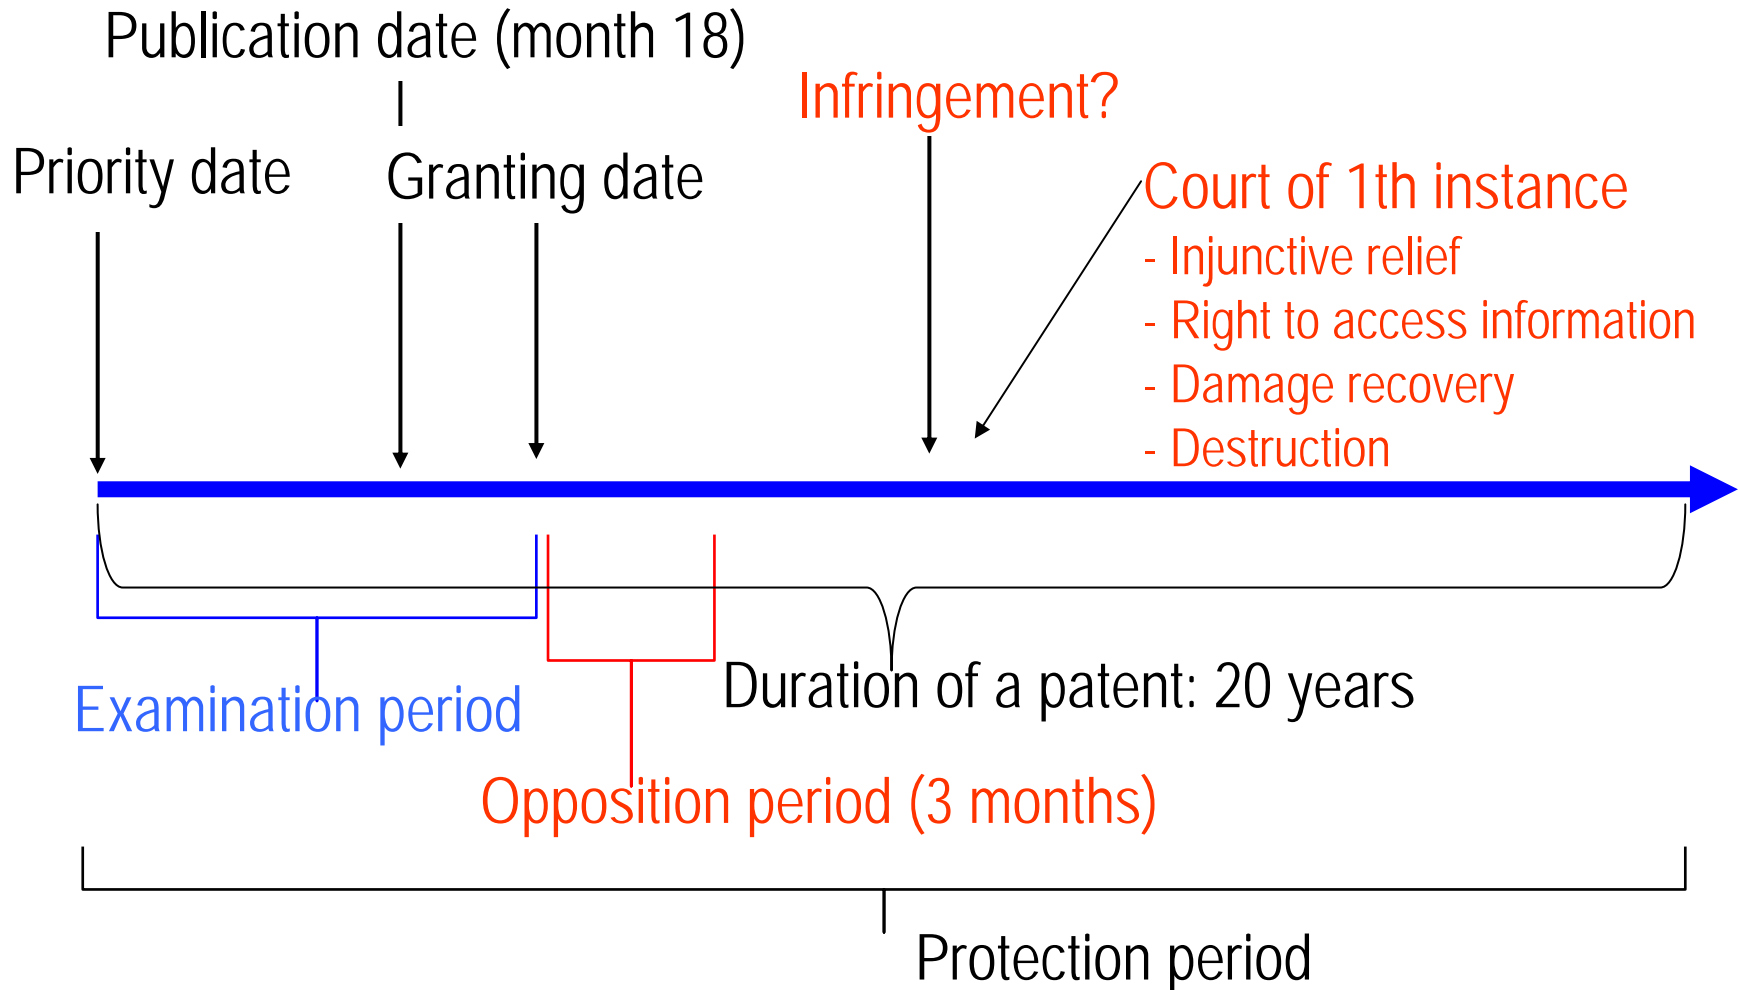 Publication date (month 18)
Infringement?
Priority date
Granting date
Court of 1th instance
- Injunctive relief
- Right to access information
- Damage recovery
- Destruction
Examination period
Duration of a patent: 20 years
Opposition period (3 months)
Protection period